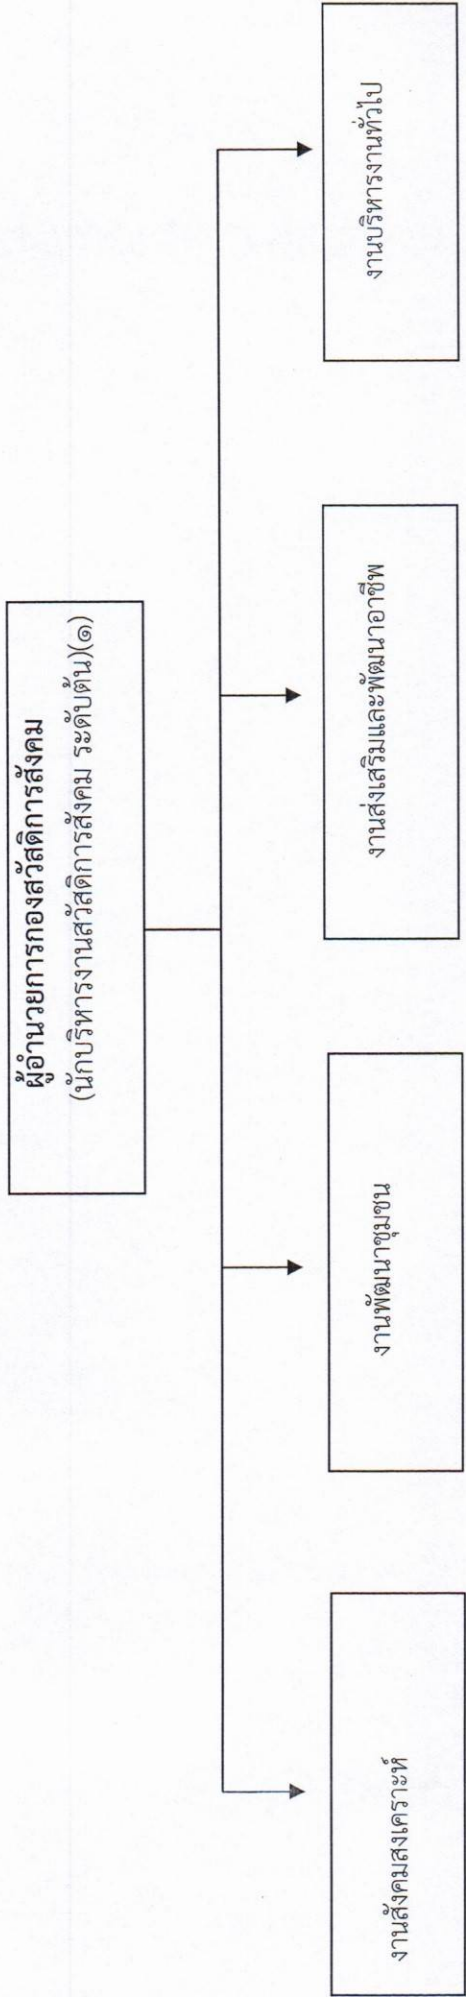 ผู้อำนวยการกองสวัสดิการสังคม
(นักบริหารงานสวัสดิการสังคม ระดับต้น)(๑)
งานสังคมสงเคราะห์
งานพัฒนาชุมชน
งานส่งเสริมและพัฒนาอาชีพ
งานบริหารงานทั่วไป